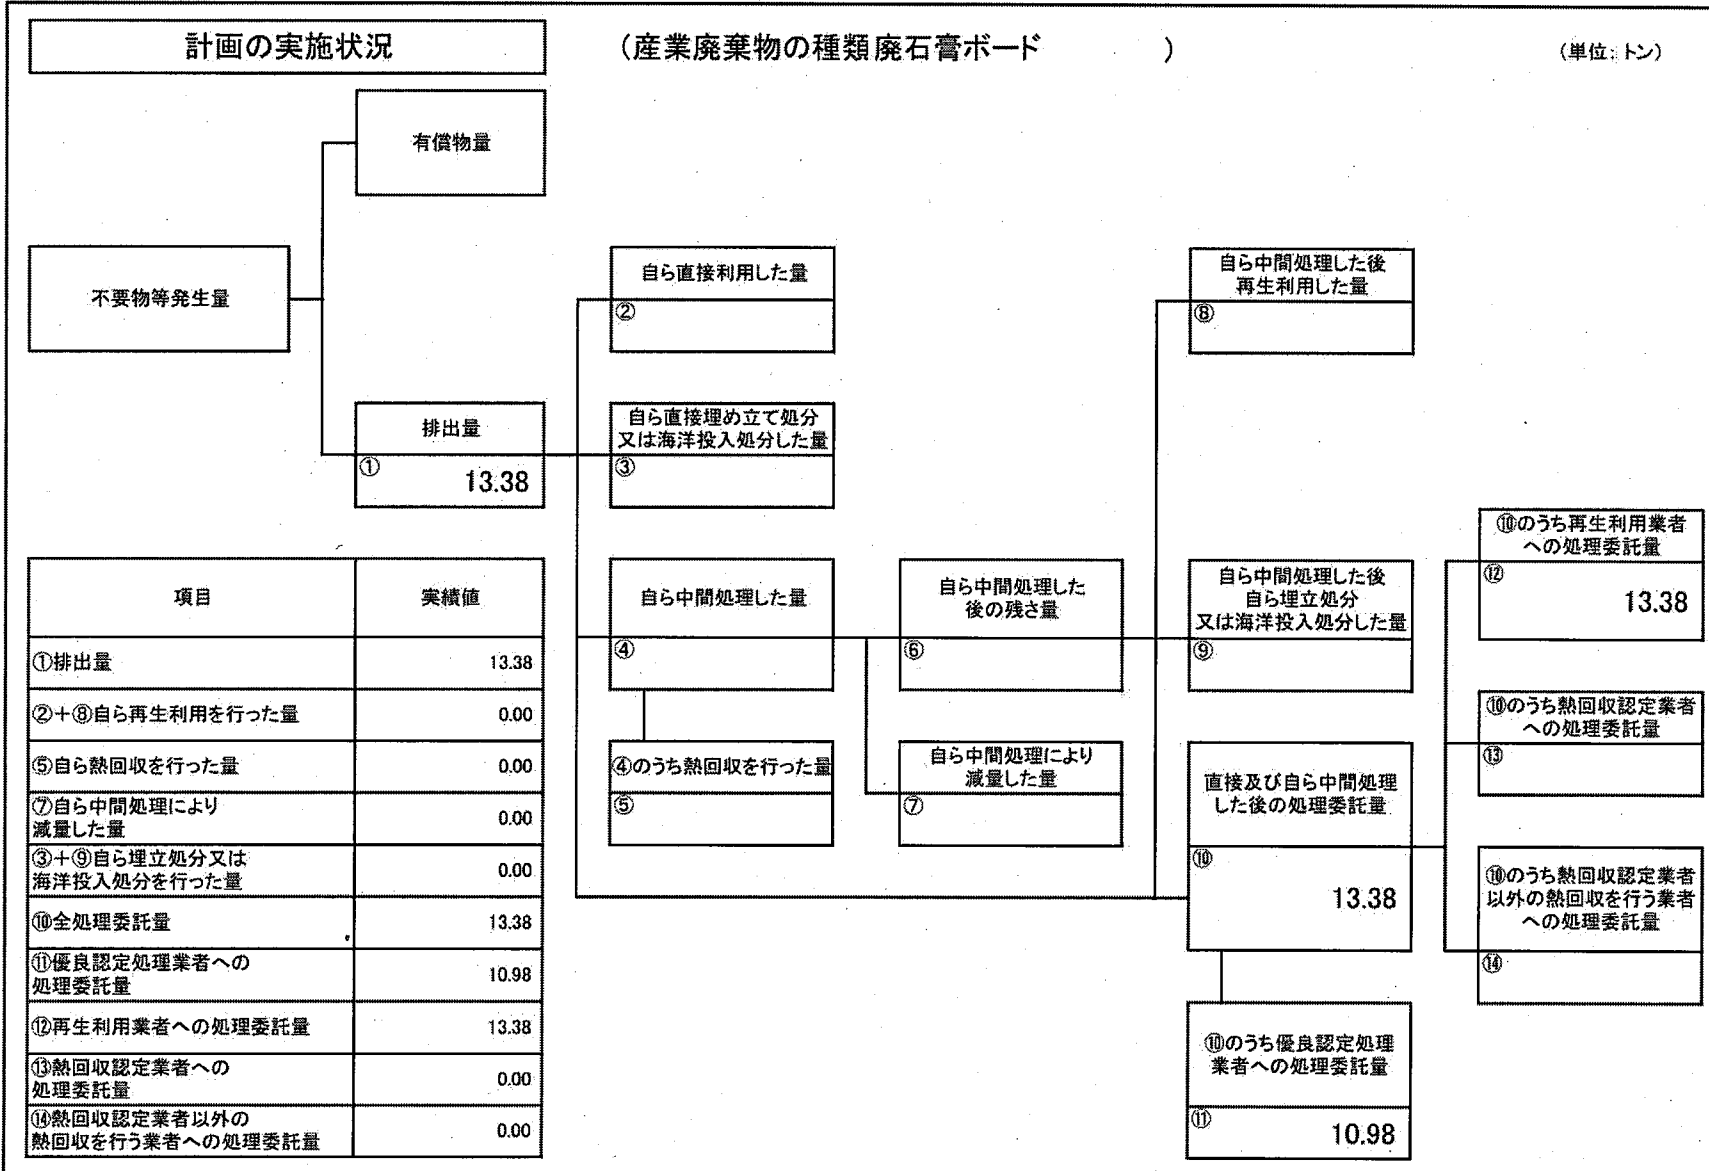 計画の実施状況
（産業廃棄物の種類 廃石膏ボード　　　）
（単位：トン）
有償物量
不要物等発生量
自ら直接利用した量
②
自ら中間処理した後
再生利用した量
⑧
排出量
①
13.38
自ら直接埋め立て処分
又は海洋投入処分した量
③
⑩のうち再生利用業者
への処理委託量
⑫
13.38
自ら中間処理した量
④
自ら中間処理した
後の残さ量
⑥
自ら中間処理した後
自ら埋立処分
又は海洋投入処分した量
⑨
⑩のうち熱回収認定業者
への処理委託量
⑬
④のうち熱回収を行った量
⑤
自ら中間処理により
減量した量
⑦
直接及び自ら中間処理
した後の処理委託量
⑩
13.38
⑩のうち熱回収認定業者
以外の熱回収を行う業者
への処理委託量
⑭
⑩のうち優良認定処理
業者への処理委託量
⑪
10.98
項目 実績値
①排出量 13.38
②＋⑧自ら再生利用を行った量 0.00
⑤自ら熱回収を行った量 0.00
⑦自ら中間処理により
減量した量 0.00
③＋⑨自ら埋立処分又は
海洋投入処分を行った量 0.00
⑩全処理委託量 13.38
⑪優良認定処理業者への
処理委託量 10.98
⑫再生利用業者への処理委託量 13.38
⑬熱回収認定業者への
処理委託量 0.00
⑭熱回収認定業者以外の
熱回収を行う業者への処理委託量 0.00